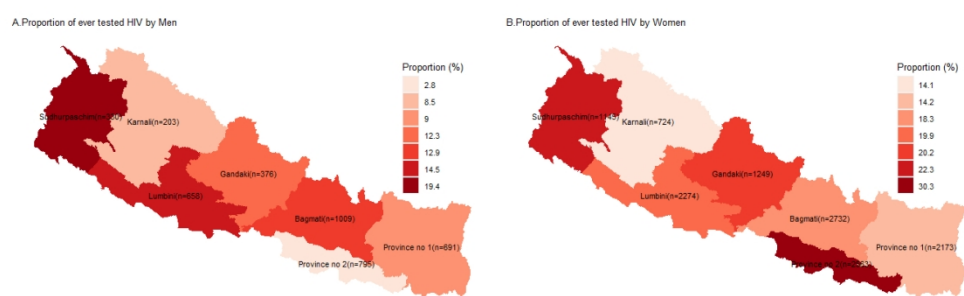 A.Proportion of ever tested HIV by Men
Proportion (%)
2.8
8.5
9
12.3
12.9
14.5
19.4
Karnali(n=203)
Gandaki(n=376)
Lumbini(n=658)
Bagmati(n=1009)
Province no 1(n=691)
Province no 2(n=795)
B.Proportion of ever tested HIV by Women
Proportion (%)
14.1
14.2
18.3
19.9
20.2
22.3
30.3
Karnali(n=724)
Gandaki(n=1249)
Lumbini(n=2274)
Bagmati(n=2732)
Province no 1(n=2173)
Province no